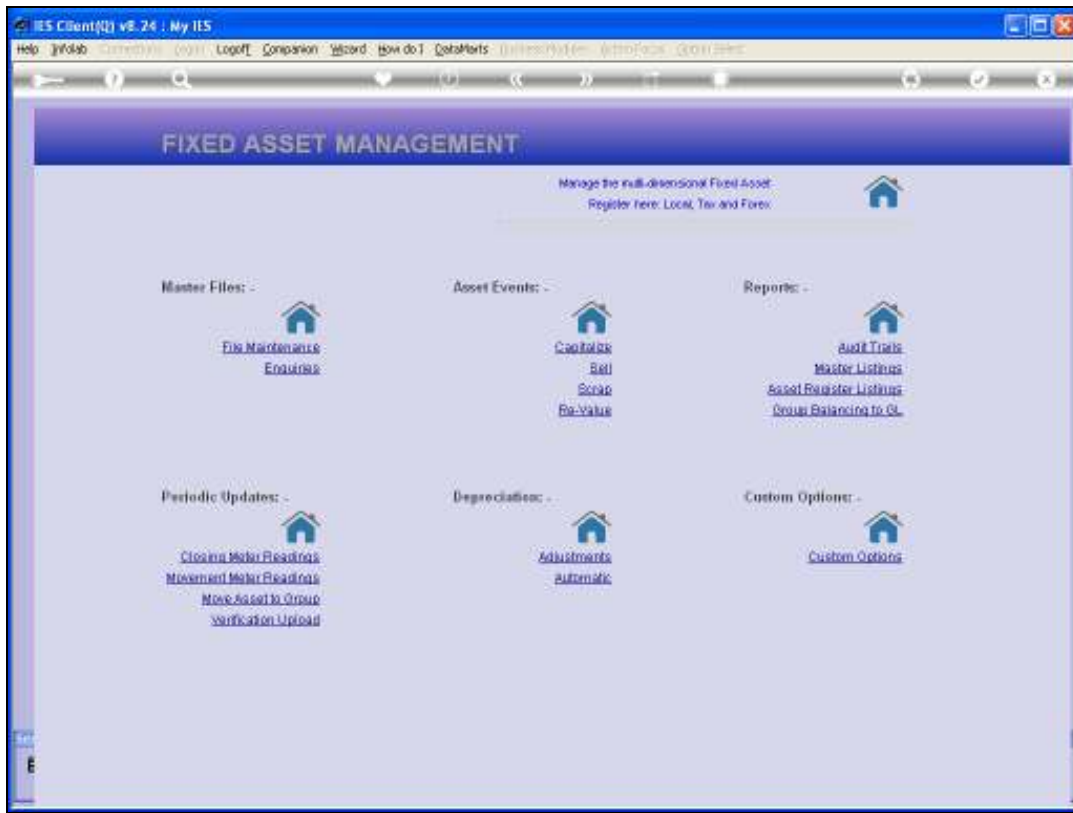 IES Client(Q) v8.24 : My IES
Help Infolab Connections Logon Logoff Companion Wizard How do I DataMarts
FIXED ASSET MANAGEMENT
Manage the multi-dimensional Fixed Asset
Register here: Local, Tax and Forex
Master Files: -
File Maintenance
Enquiries
Asset Events: -
Capitalize
Sell
Scrap
Re-Value
Reports: -
Audit Trails
Master Listings
Asset Register Listings
Group Balancing to GL
Periodic Updates: -
Closing Meter Readings
Movement Meter Readings
Move Asset to Group
Verification Upload
Depreciation: -
Adjustments
Automatic
Custom Options: -
Custom Options